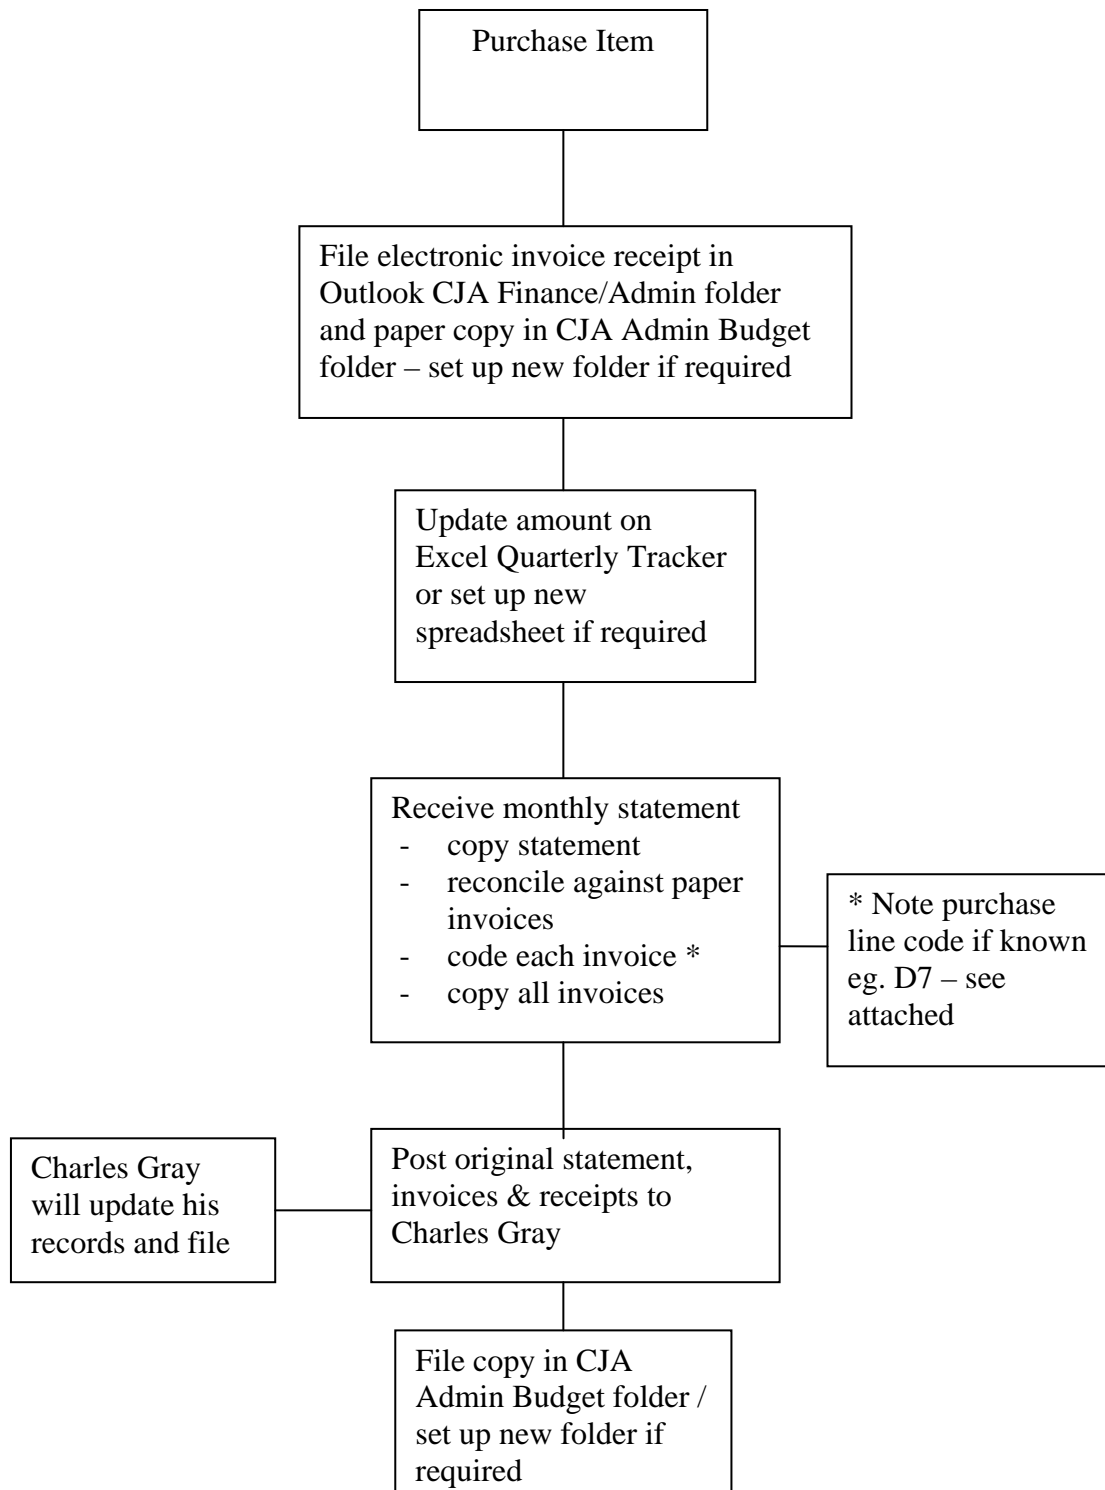 Purchase Item
File electronic invoice receipt in
Outlook CJA Finance/Admin folder
and paper copy in CJA Admin Budget
folder – set up new folder if required
Update amount on
Excel Quarterly Tracker
or set up new
spreadsheet if required
Receive monthly statement
- copy statement
- reconcile against paper
invoices
- code each invoice *
- copy all invoices
* Note purchase
line code if known
eg. D7 – see
attached
Charles Gray
will update his
records and file
Post original statement,
invoices & receipts to
Charles Gray
File copy in CJA
Admin Budget folder /
set up new folder if
required